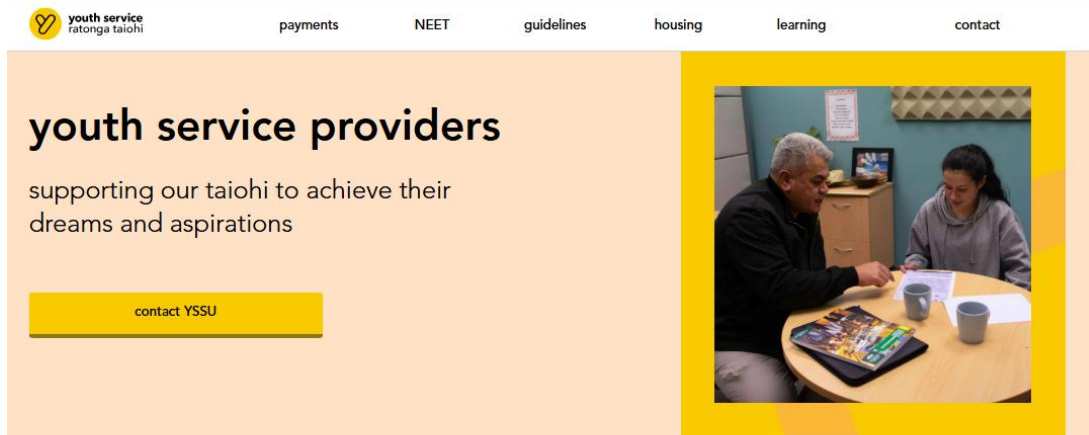 youth service
ratonga taiohi
payments
NEET
guidelines
housing
learning
contact
youth service providers
supporting our taiohi to achieve their
dreams and aspirations
contact YSSU